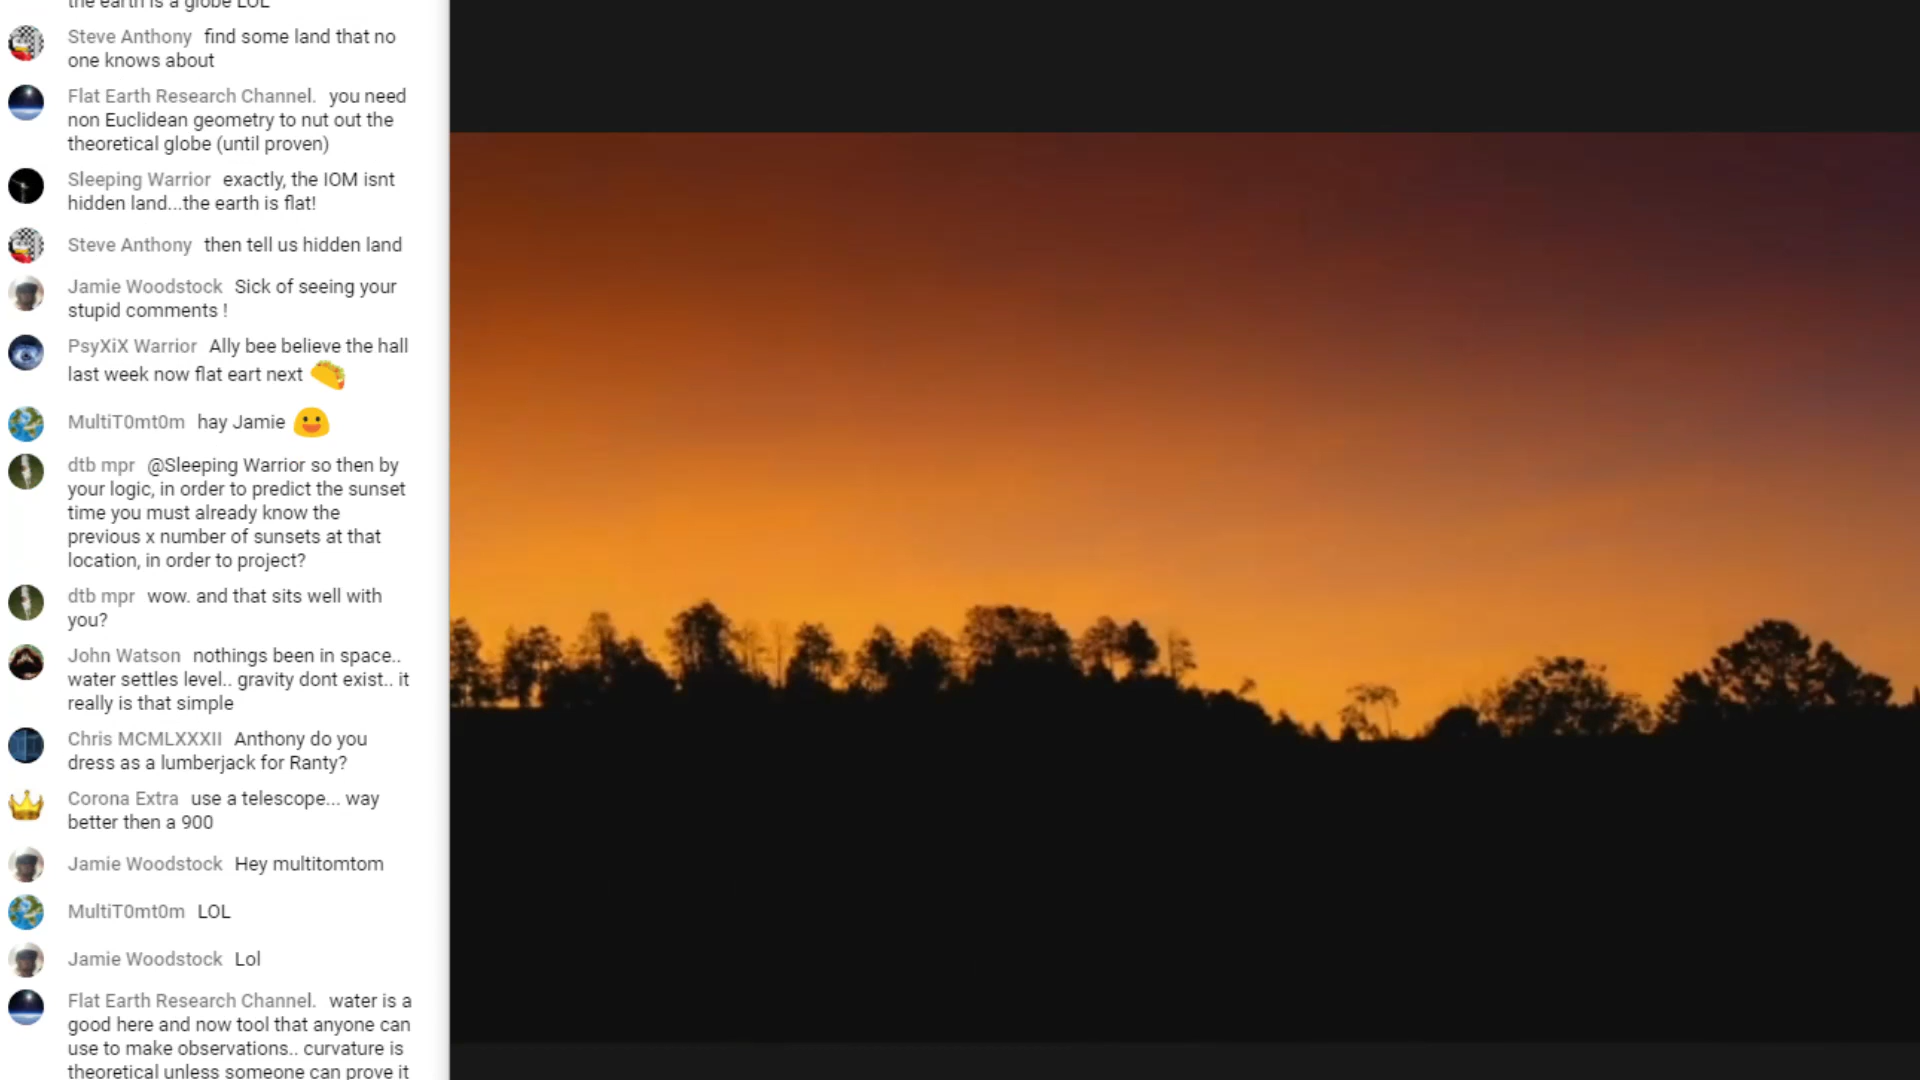 the earth is a globe LOL
Steve Anthony find some land that no
one knows about
Flat Earth Research Channel. you need
non Euclidean geometry to nut out the
theoretical globe (until proven)
Sleeping Warrior exactly, the IOM isnt
hidden land...the earth is flat!
Steve Anthony then tell us hidden land
Jamie Woodstock Sick of seeing your
stupid comments !
PsyXiX Warrior Ally bee believe the hall
last week now flat eart next
MultiT0mt0m hay Jamie
dtb mpr @Sleeping Warrior so then by
your logic, in order to predict the sunset
time you must already know the
previous x number of sunsets at that
location, in order to project?
dtb mpr wow. and that sits well with
you?
John Watson nothings been in space..
water settles level.. gravity dont exist.. it
really is that simple
Chris MCMLXXXII Anthony do you
dress as a lumberjack for Ranty?
Corona Extra use a telescope... way
better then a 900
Jamie Woodstock Hey multitomtom
MultiT0mt0m LOL
Jamie Woodstock Lol
Flat Earth Research Channel. water is a
good here and now tool that anyone can
use to make observations.. curvature is
theoretical unless someone can prove it